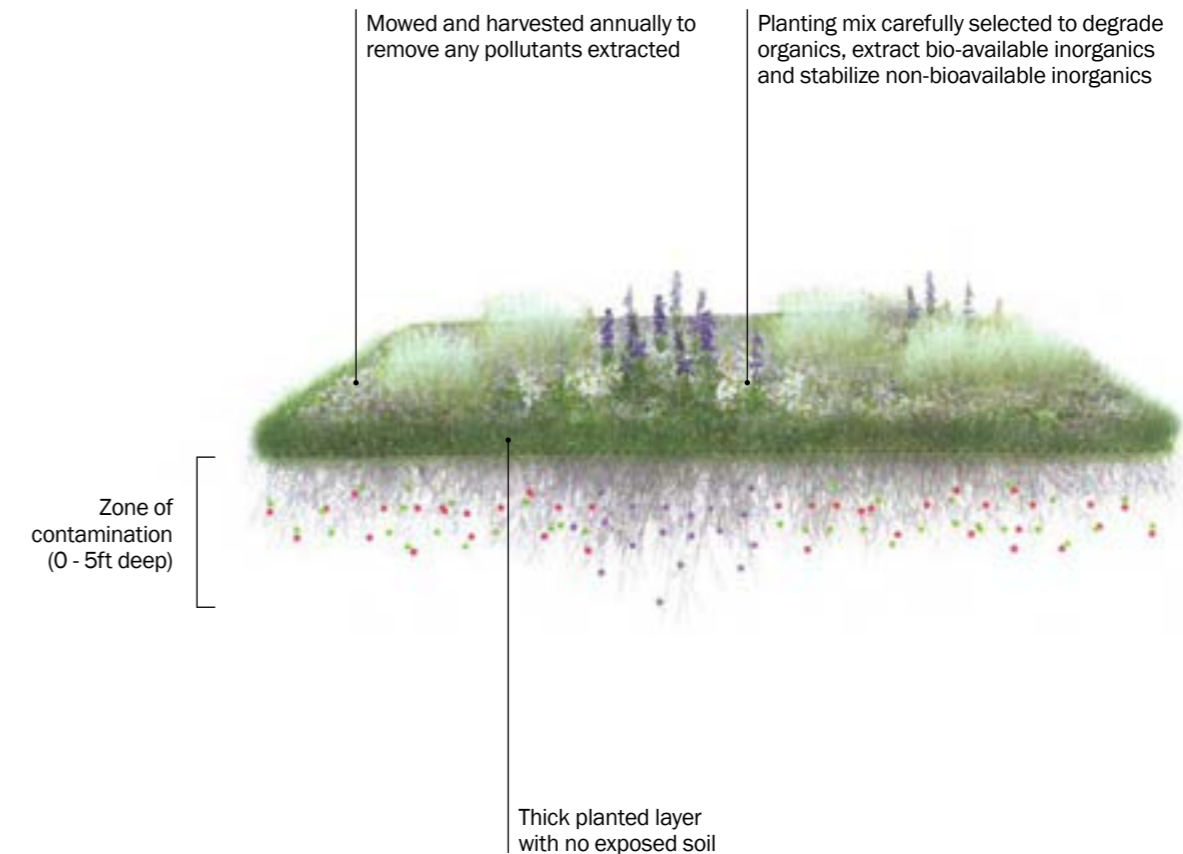 Mowed and harvested annually to
remove any pollutants extracted
Planting mix carefully selected to degrade
organics, extract bio-available inorganics
and stabilize non-bioavailable inorganics
Zone of
contamination
(0 - 5ft deep)
Thick planted layer
with no exposed soil